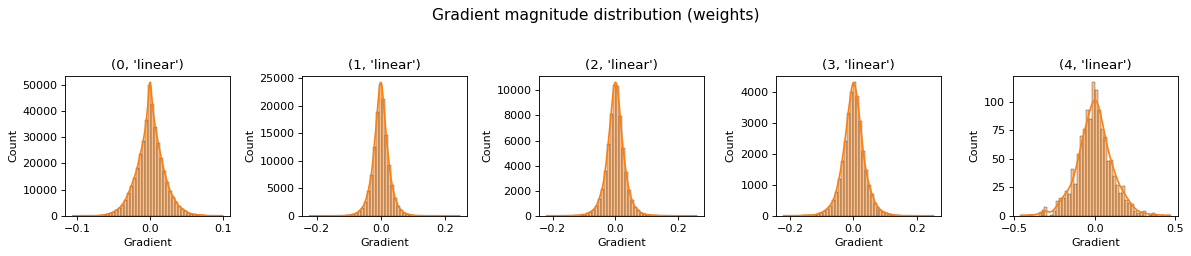 Gradient magnitude distribution (weights)
(0, 'linear')
(1, 'linear')
(2, 'linear')
(3, 'linear')
(4, 'linear')
50000
40000
30000
20000
10000
0
Count
−0.1
0.0
0.1
Gradient
25000
20000
15000
10000
5000
0
Count
−0.2
0.0
0.2
Gradient
10000
8000
6000
4000
2000
0
Count
−0.2
0.0
0.2
Gradient
4000
3000
2000
1000
0
Count
−0.2
0.0
0.2
Gradient
100
75
50
25
0
Count
−0.5
0.0
0.5
Gradient